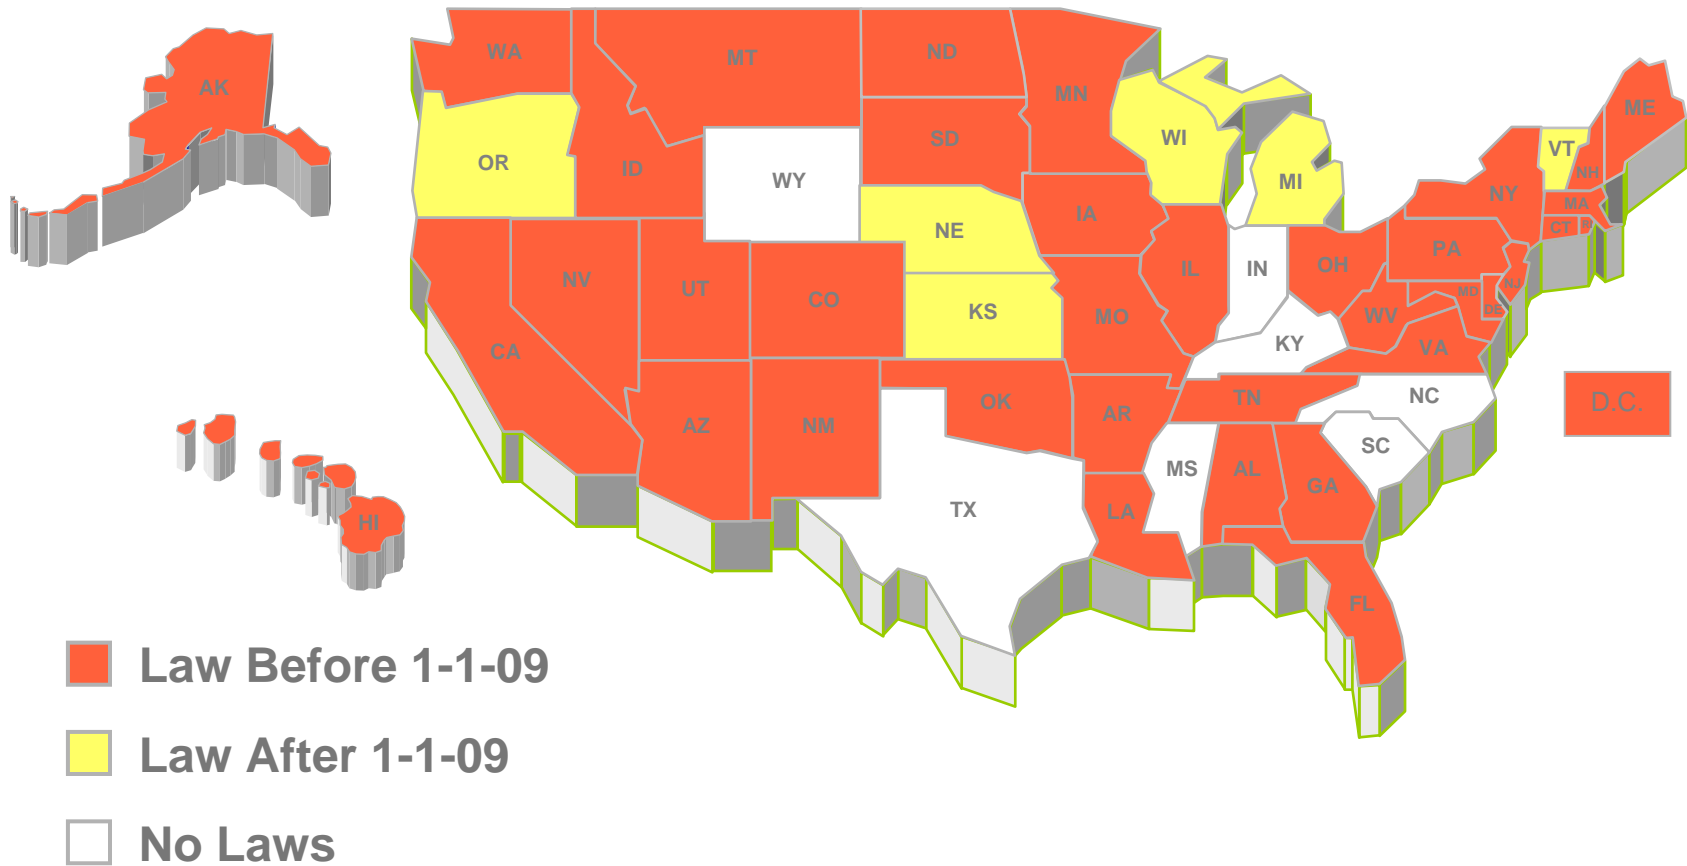 AK
WA
MT
ND
MN
ME
OR
ID
SD
WI
MI
VT
NH
NY
MA
WY
IA
NE
CT
PA
NV
UT
CO
KS
MO
IL
IN
OH
MD
NJ
DE
WV
VA
KY
CA
AZ
NM
OK
AR
TN
NC
D.C.
SC
TX
LA
MS
AL
GA
HI
FL
Law Before 1-1-09
Law After 1-1-09
No Laws